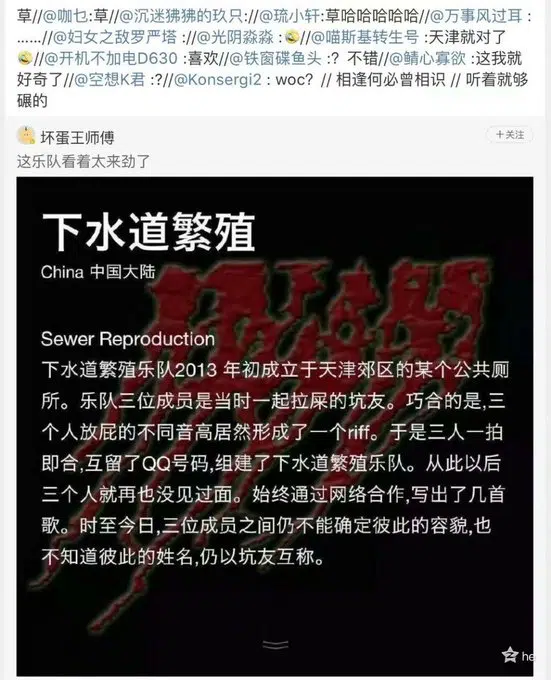 草//@咖乜:草//@沉迷狒狒的玖只://@琉小轩:草哈哈哈哈哈//@万事风过耳:
......//@妇女之敌罗严塔 ://@光阴淼淼 :🤣//@喵斯基转生号 :天津就对了
🤣//@开机不加电D630 :喜欢//@铁窗碟鱼头 :？不错//@鲭心寡欲 :这我就
好奇了//@空想K君 :?//@Konsergi2 : woc? // 相逢何必曾相识 // 听着就够
碾的
坏蛋王师傅
+关注
这乐队看着太来劲了
下水道繁殖
China 中国大陆
Sewer Reproduction
下水道繁殖乐队2013 年初成立于天津郊区的某个公共厕
所。乐队三位成员是当时一起拉屎的坑友。巧合的是,三
个人放屁的不同音高居然形成了一个riff。于是三人一拍
即合,互留了QQ号码,组建了下水道繁殖乐队。从此以后
三个人就再也没见过面。始终通过网络合作,写出了几首
歌。时至今日,三位成员之间仍不能确定彼此的容貌,也
不知道彼此的姓名,仍以坑友互称。